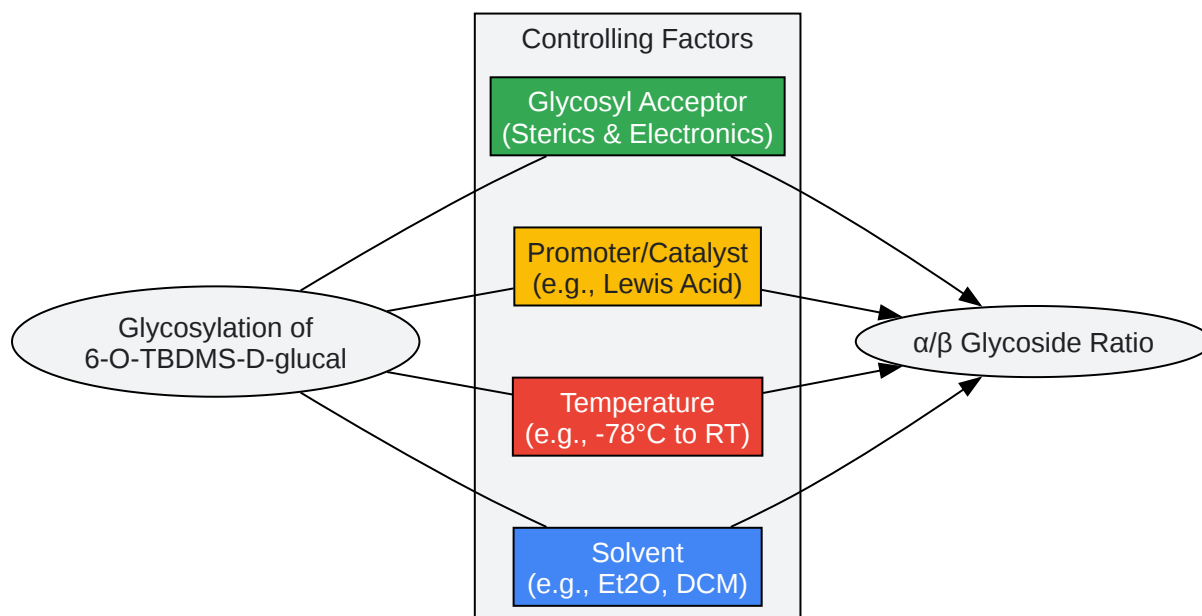 Controlling Factors
Glycosyl Acceptor
(Sterics & Electronics)
Promoter/Catalyst
(e.g., Lewis Acid)
Glycosylation of
6-O-TBDMS-D-glucal
α/β Glycoside Ratio
Temperature
(e.g., -78°C to RT)
Solvent
(e.g., Et2O, DCM)